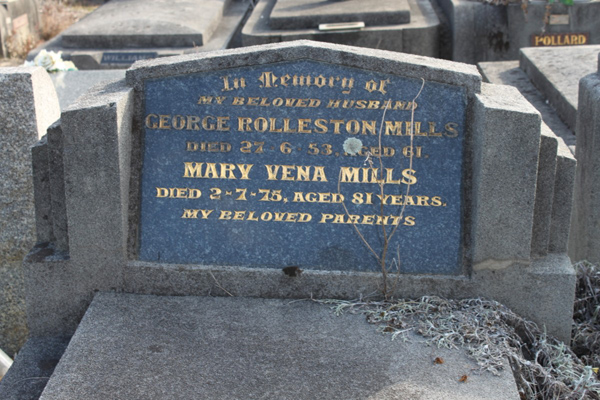 In Memory of
MY BELOVED HUSBAND
GEORGE ROLLESTON MILLS
DIED 27-6-53, AGED 61.
MARY VENA MILLS
DIED 2-7-75, AGED 81 YEARS.
MY BELOVED PARENTS
POLLARD